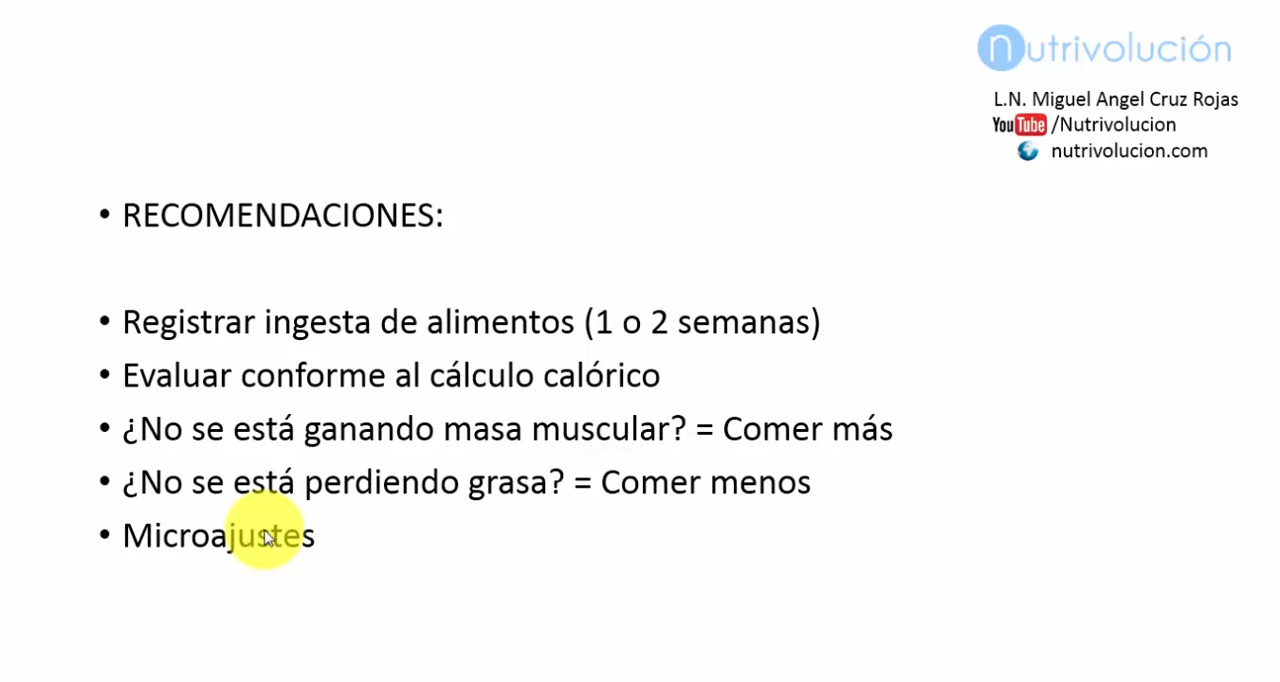 nutrivolución
L.N. Miguel Angel Cruz Rojas
YouTube /Nutrivolucion
nutrivolucion.com
• RECOMENDACIONES:
• Registrar ingesta de alimentos (1 o 2 semanas)
• Evaluar conforme al cálculo calórico
• ¿No se está ganando masa muscular? = Comer más
• ¿No se está perdiendo grasa? = Comer menos
• Microajustes